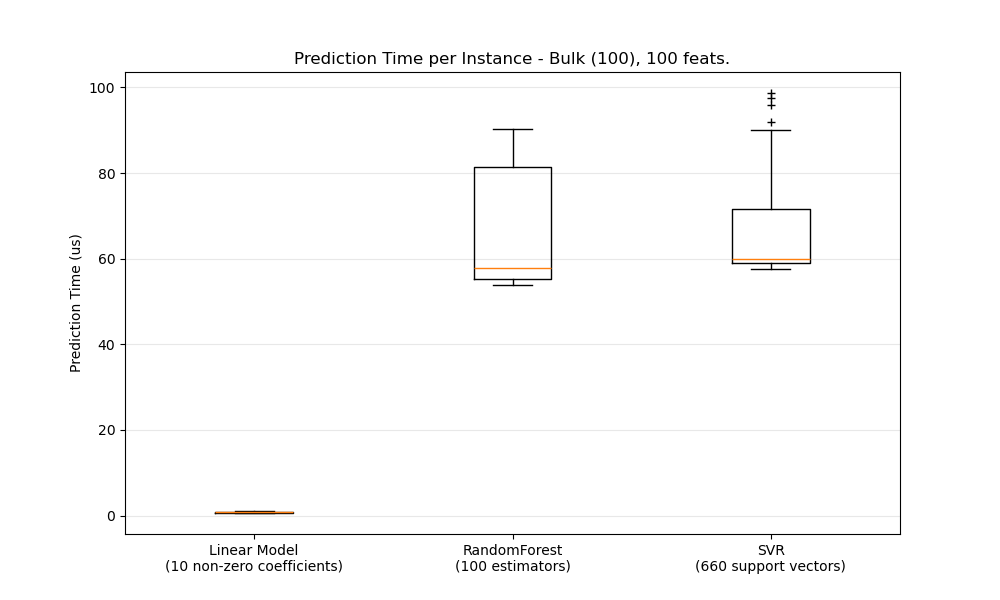 Prediction Time per Instance - Bulk (100), 100 feats.
Prediction Time (us)
100
80
60
40
20
0
Linear Model
(10 non-zero coefficients)
RandomForest
(100 estimators)
SVR
(660 support vectors)